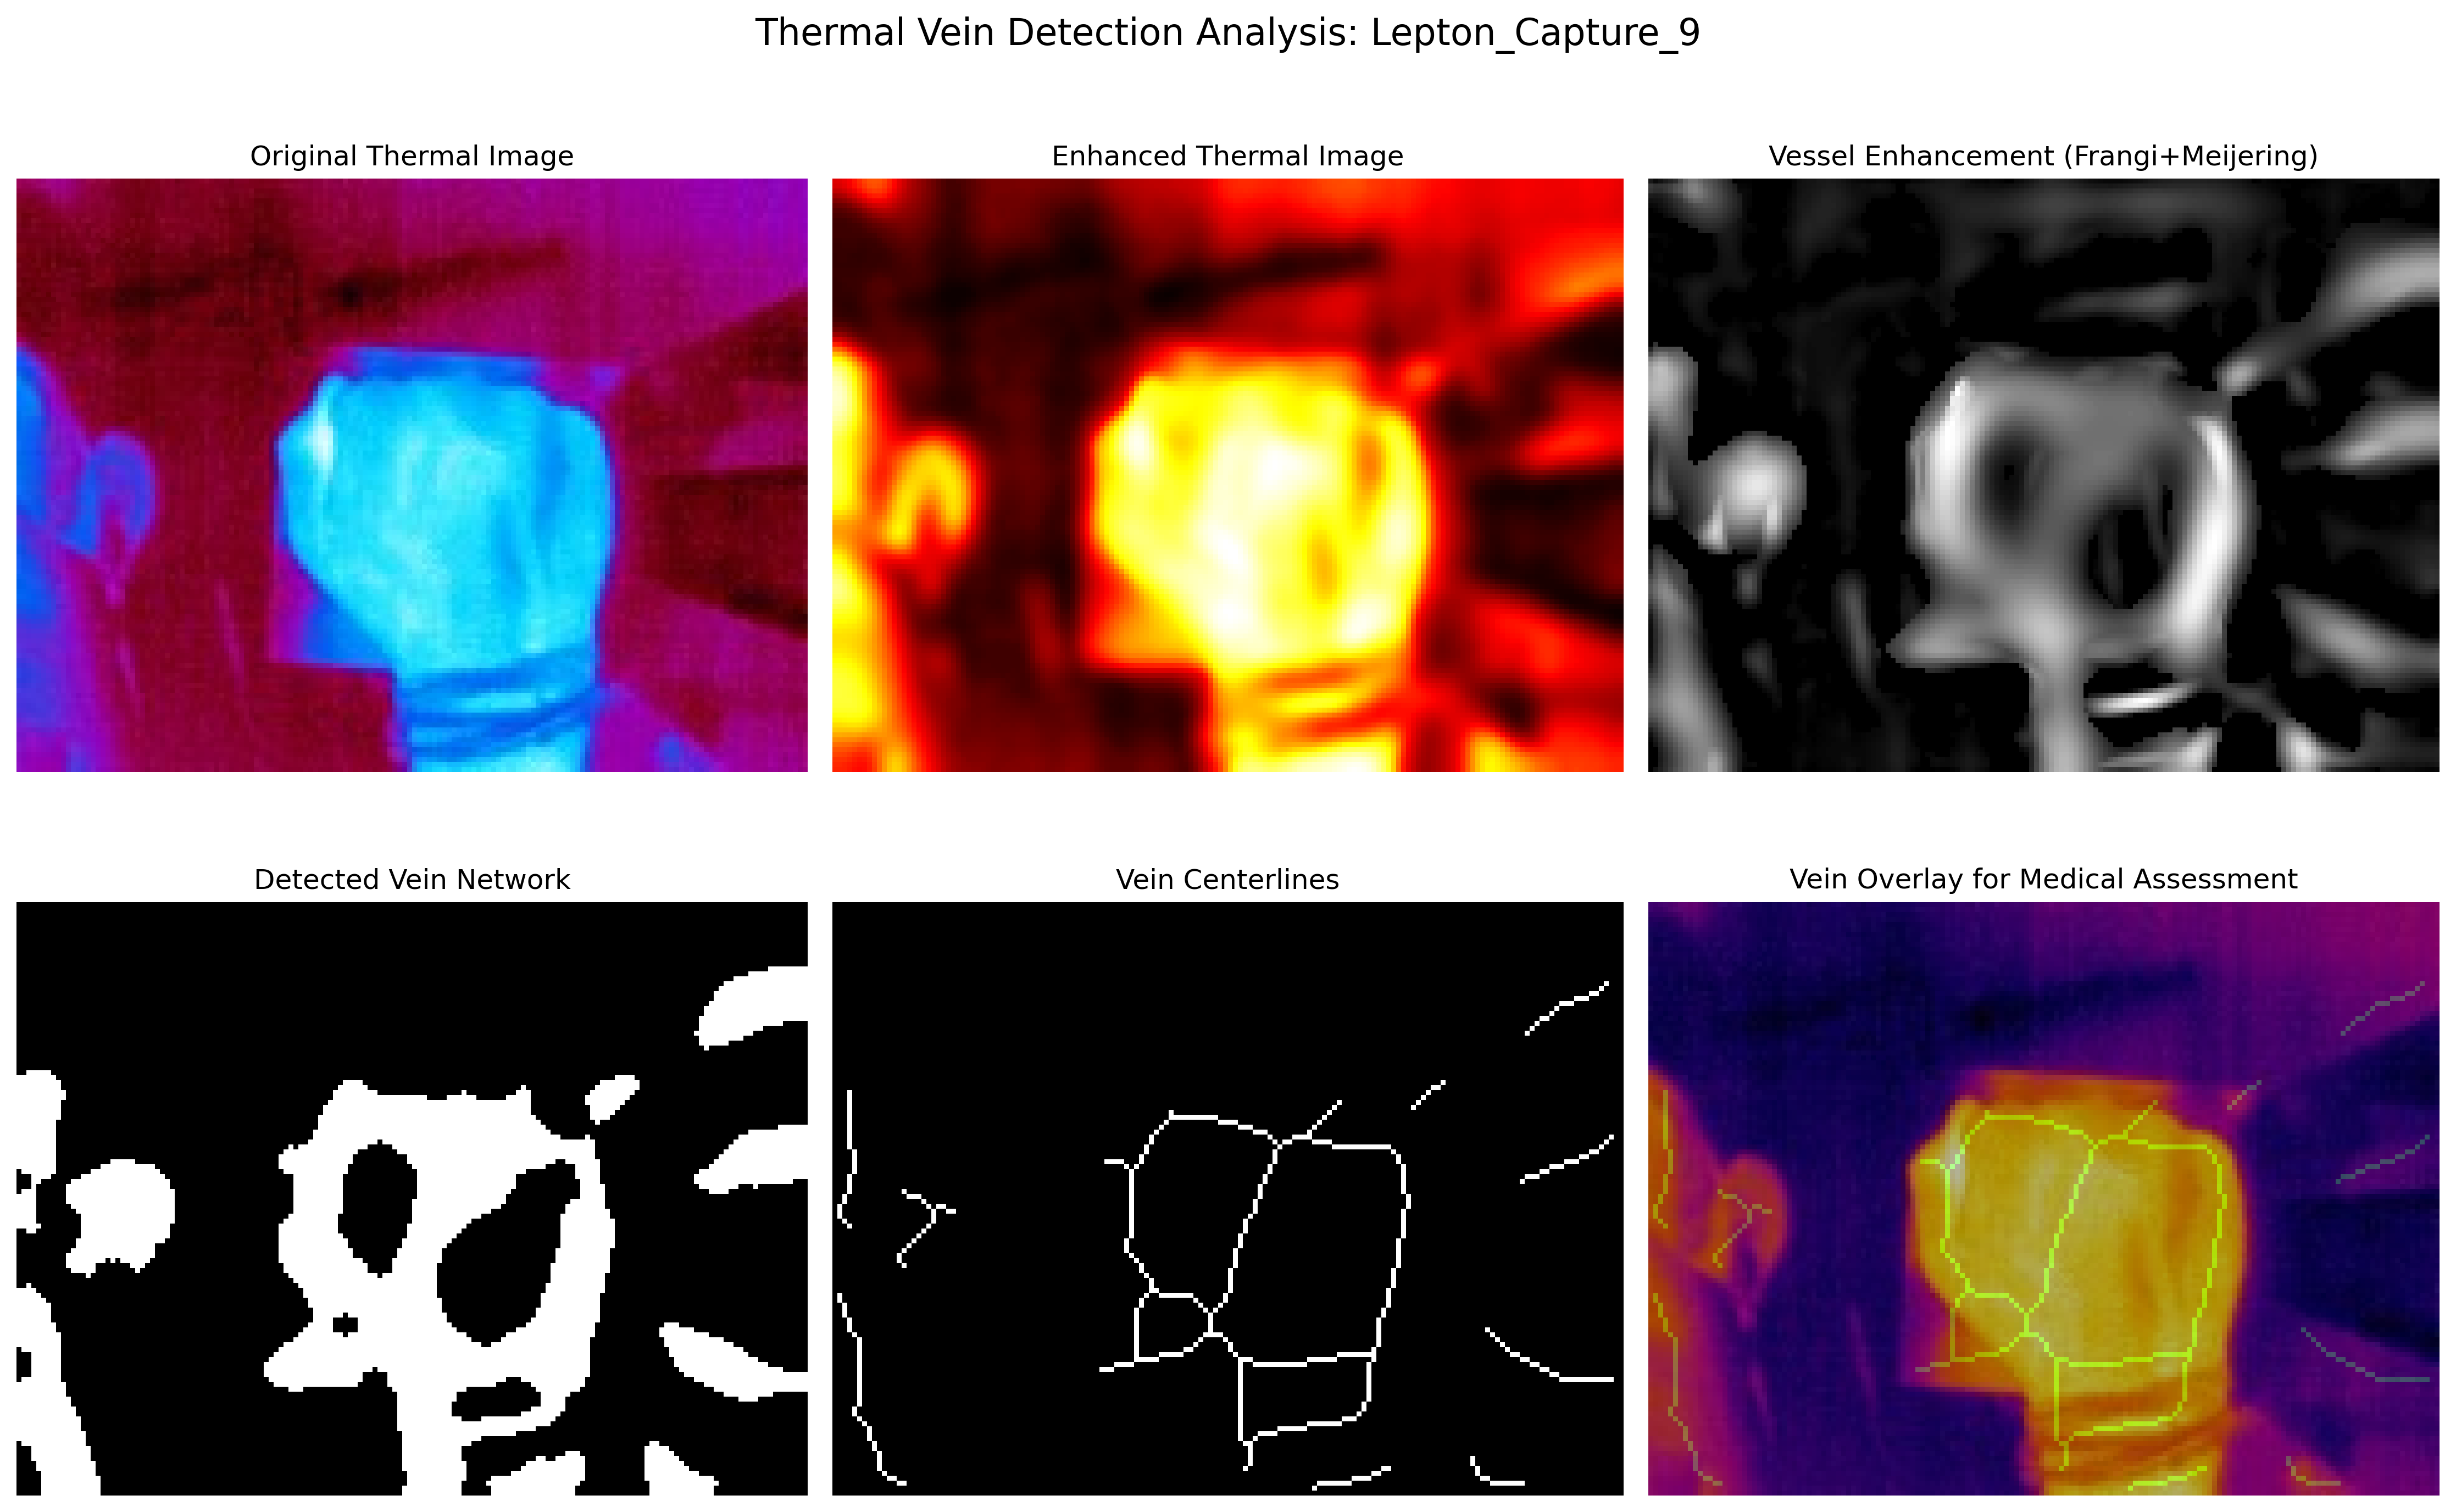 Thermal Vein Detection Analysis: Lepton_Capture_9
Original Thermal Image
Enhanced Thermal Image
Vessel Enhancement (Frangi+Meijering)
Detected Vein Network
Vein Centerlines
Vein Overlay for Medical Assessment